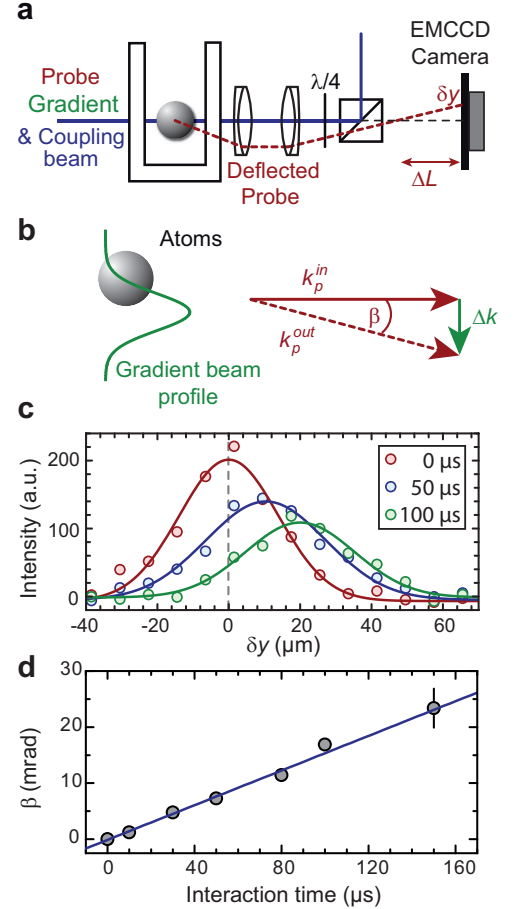 a
EMCCD
Camera
λ/4
Probe
Gradient
& Coupling
beam
δy
Deflected
Probe
ΔL
b
Atoms
Gradient beam
profile
k_p^in
β
Δk
k_p^out
c
Intensity (a.u.)
200
100
0
0 µs
50 µs
100 µs
-40 -20 0 20 40 60
δy (µm)
d
β (mrad)
30
20
10
0
0 40 80 120 160
Interaction time (µs)